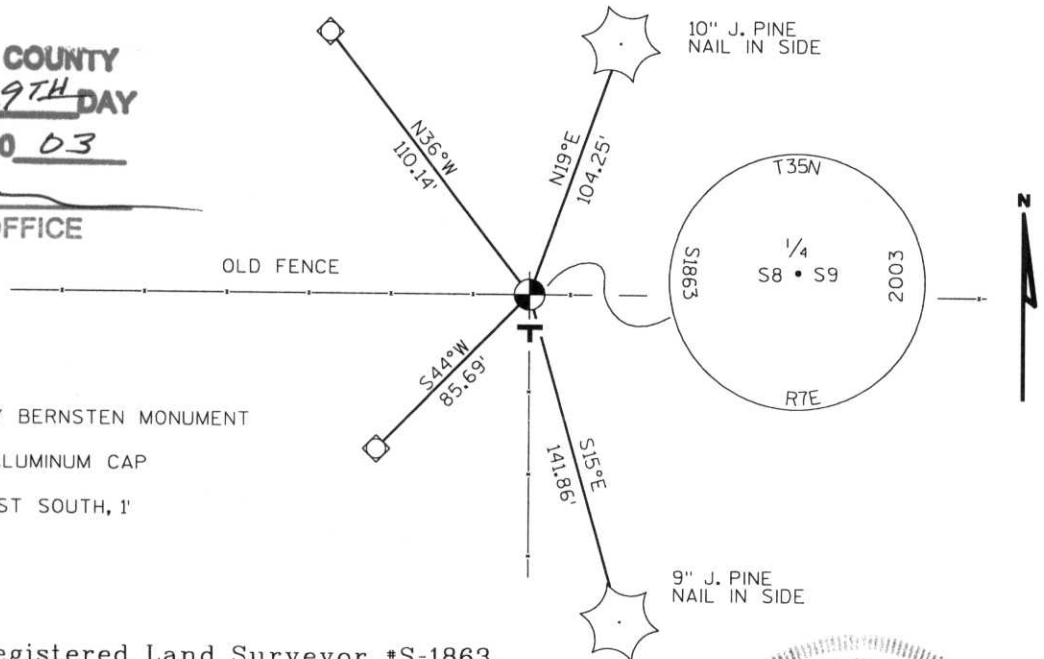 COUNTY
9TH DAY
0 03
OFFICE
10" J. PINE
NAIL IN SIDE
N36°W
110.14'
N19°E
104.25'
T35N
S1863
1/4
S8 • S9
2003
R7E
N
OLD FENCE
T
S44°W
85.69'
S15°E
141.86'
BERNSTEN MONUMENT
ALUMINUM CAP
ST SOUTH, 1'
9" J. PINE
NAIL IN SIDE
egistered Land Surveyor #S-1863